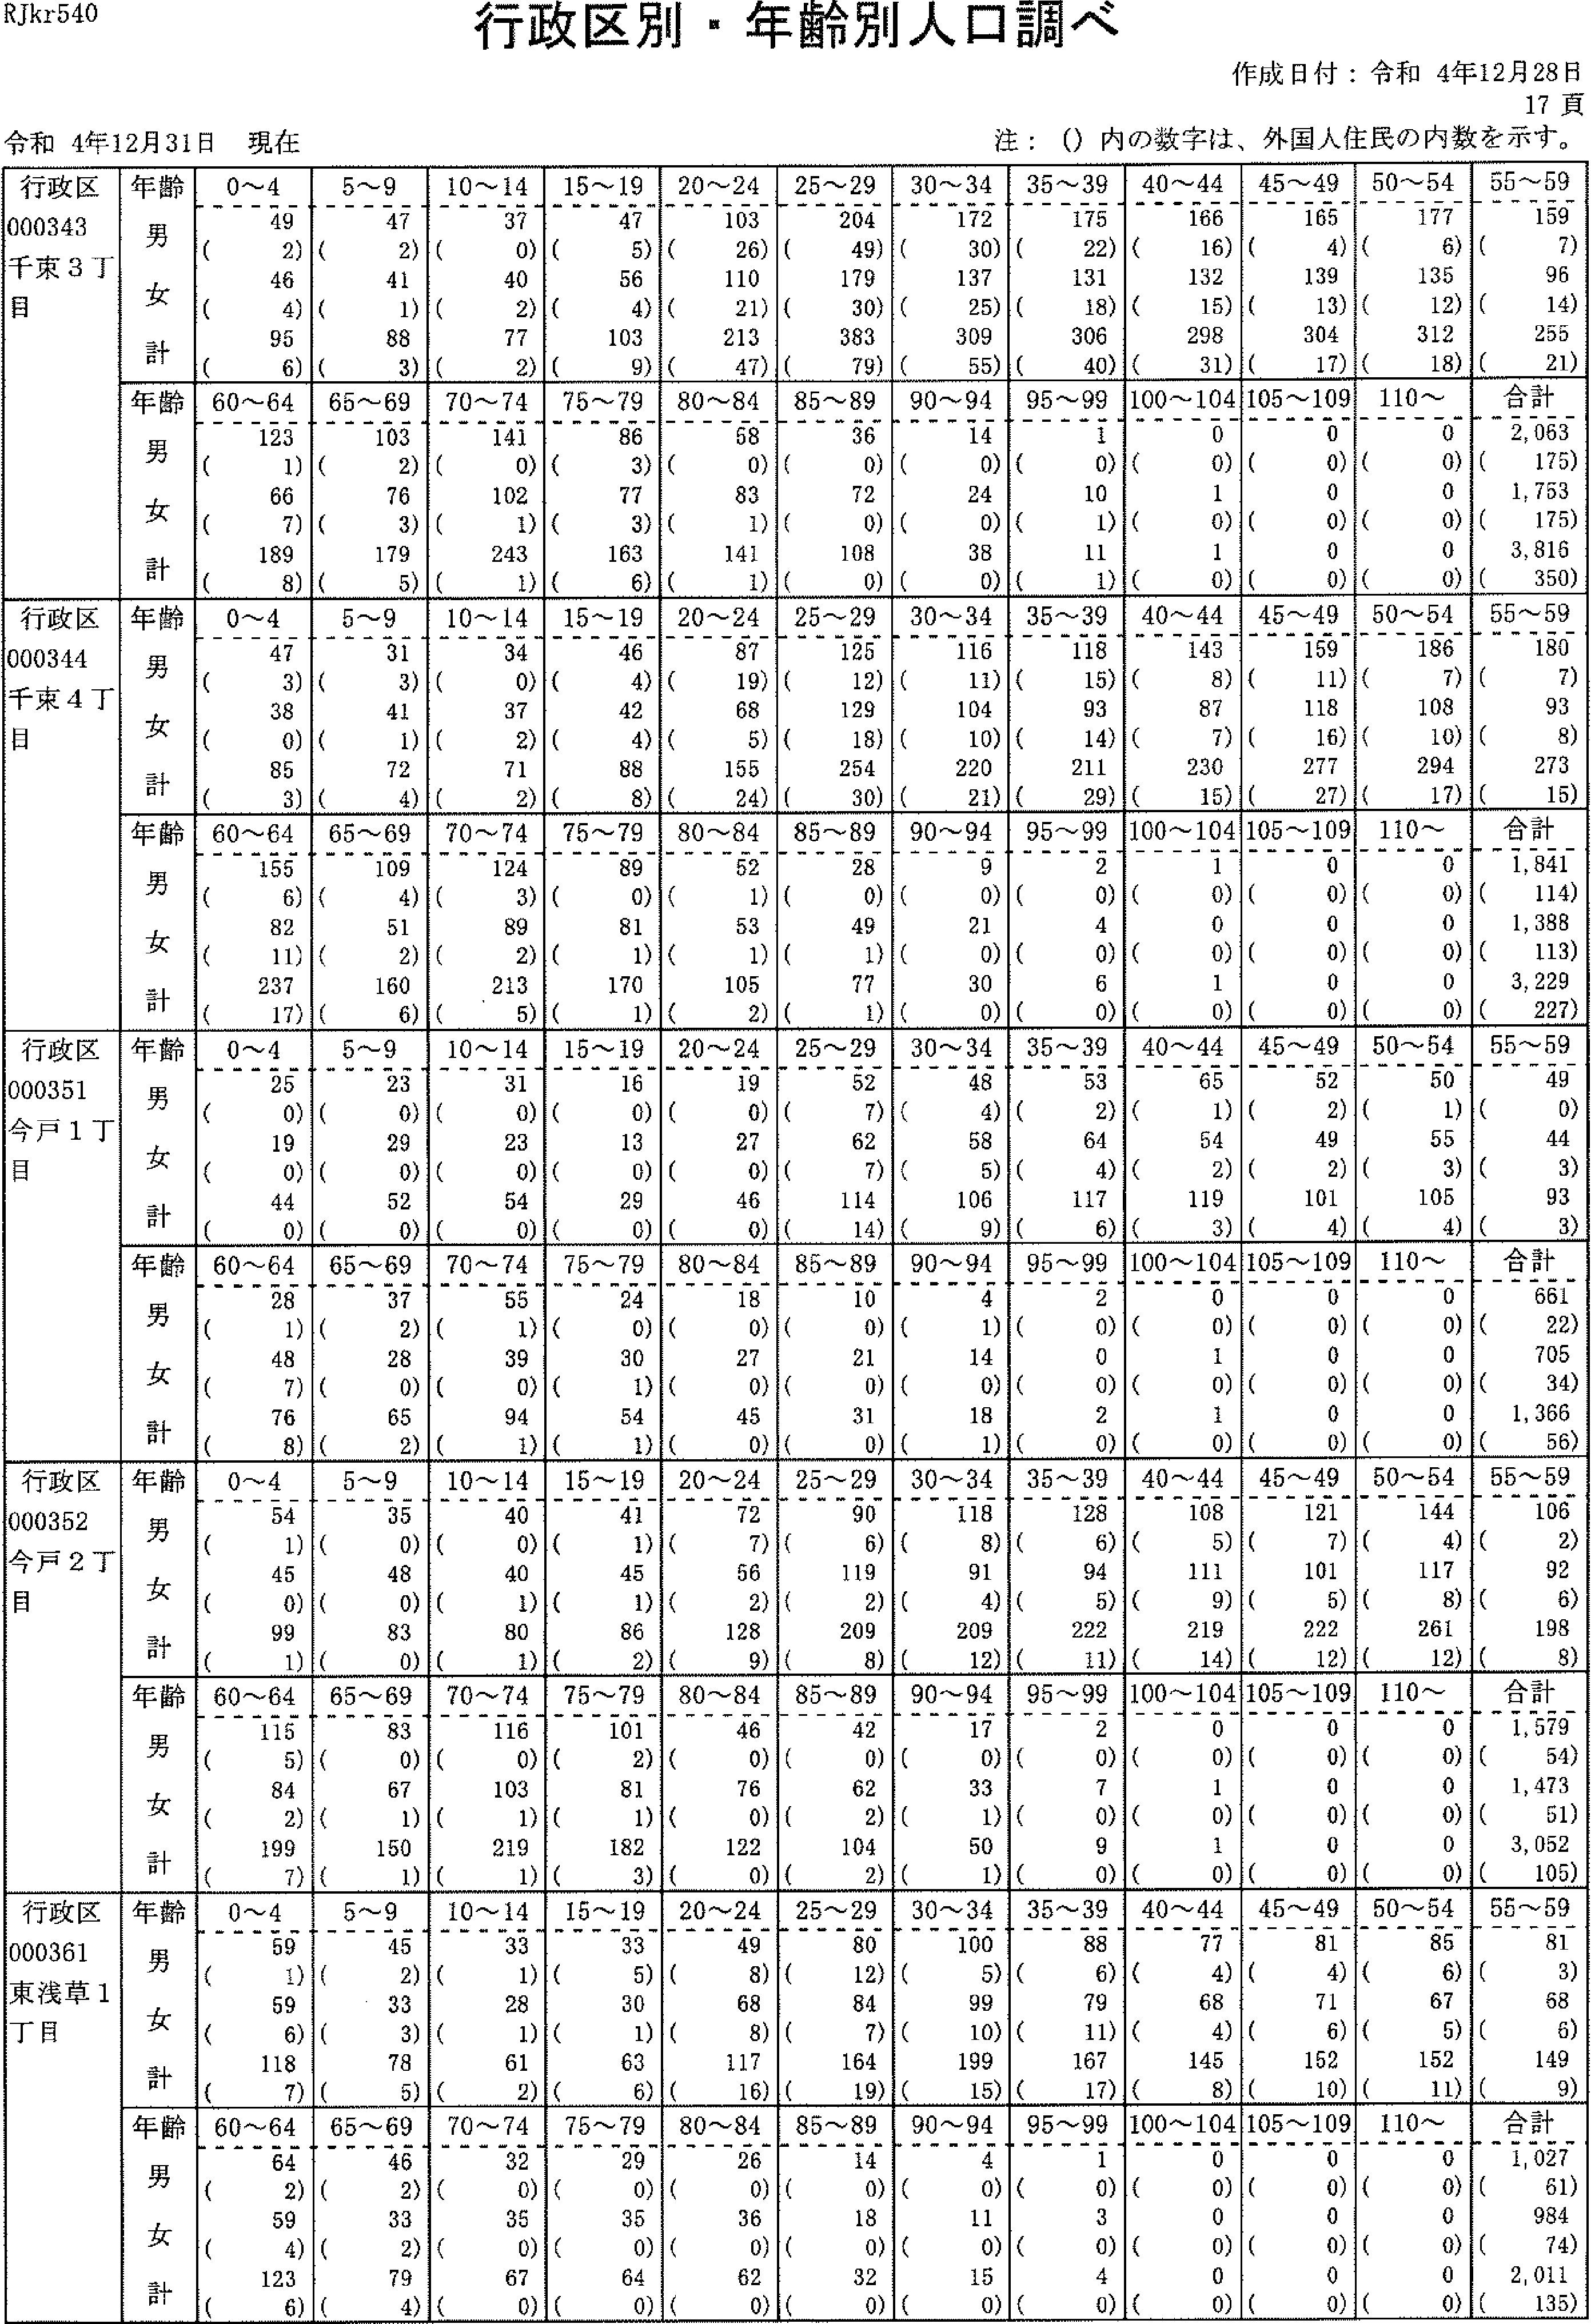 RJkr540
行政区別・年齢別人口調べ
作成日付：令和 4年12月28日
17 頁
令和 4年12月31日 現在
注： () 内の数字は、外国人住民の内数を示す。
行政区 年齢 0～4 5～9 10～14 15～19 20～24 25～29 30～34 35～39 40～44 45～49 50～54 55～59
000343
千束3丁
目
男 49 47 37 47 103 204 172 175 166 165 177 159
( 2) ( 2) ( 0) ( 5) ( 26) ( 49) ( 30) ( 22) ( 16) ( 4) ( 6) ( 7)
女 46 41 40 56 110 179 137 131 132 139 135 96
( 4) ( 1) ( 2) ( 4) ( 21) ( 30) ( 25) ( 18) ( 15) ( 13) ( 12) ( 14)
計 95 88 77 103 213 383 309 306 298 304 312 255
( 6) ( 3) ( 2) ( 9) ( 47) ( 79) ( 55) ( 40) ( 31) ( 17) ( 18) ( 21)
年齢 60～64 65～69 70～74 75～79 80～84 85～89 90～94 95～99 100～104 105～109 110～ 合計
男 123 103 141 86 58 36 14 1 0 0 0 2,063
( 1) ( 2) ( 0) ( 3) ( 0) ( 0) ( 0) ( 0) ( 0) ( 0) ( 0) ( 175)
女 66 76 102 77 83 72 24 10 1 0 0 1,753
( 7) ( 3) ( 1) ( 3) ( 1) ( 0) ( 0) ( 1) ( 0) ( 0) ( 0) ( 175)
計 189 179 243 163 141 108 38 11 1 0 0 3,816
( 8) ( 5) ( 1) ( 6) ( 1) ( 0) ( 0) ( 1) ( 0) ( 0) ( 0) ( 350)
行政区 年齢 0～4 5～9 10～14 15～19 20～24 25～29 30～34 35～39 40～44 45～49 50～54 55～59
000344
千束4丁
目
男 47 31 34 46 87 125 116 118 143 159 186 180
( 3) ( 3) ( 0) ( 4) ( 19) ( 12) ( 11) ( 15) ( 8) ( 11) ( 7) ( 7)
女 38 41 37 42 68 129 104 93 87 118 108 93
( 0) ( 1) ( 2) ( 4) ( 5) ( 18) ( 10) ( 14) ( 7) ( 16) ( 10) ( 8)
計 85 72 71 88 155 254 220 211 230 277 294 273
( 3) ( 4) ( 2) ( 8) ( 24) ( 30) ( 21) ( 29) ( 15) ( 27) ( 17) ( 15)
年齢 60～64 65～69 70～74 75～79 80～84 85～89 90～94 95～99 100～104 105～109 110～ 合計
男 155 109 124 89 52 28 9 2 1 0 0 1,841
( 6) ( 4) ( 3) ( 0) ( 1) ( 0) ( 0) ( 0) ( 0) ( 0) ( 0) ( 114)
女 82 51 89 81 53 49 21 4 0 0 0 1,388
( 11) ( 2) ( 2) ( 1) ( 1) ( 1) ( 0) ( 0) ( 0) ( 0) ( 0) ( 113)
計 237 160 213 170 105 77 30 6 1 0 0 3,229
( 17) ( 6) ( 5) ( 1) ( 2) ( 1) ( 0) ( 0) ( 0) ( 0) ( 0) ( 227)
行政区 年齢 0～4 5～9 10～14 15～19 20～24 25～29 30～34 35～39 40～44 45～49 50～54 55～59
000351
今戸1丁
目
男 25 23 31 16 19 52 48 53 65 52 50 49
( 0) ( 0) ( 0) ( 0) ( 0) ( 7) ( 4) ( 2) ( 1) ( 2) ( 1) ( 0)
女 19 29 23 13 27 62 58 64 54 49 55 44
( 0) ( 0) ( 0) ( 0) ( 0) ( 7) ( 5) ( 4) ( 2) ( 2) ( 3) ( 3)
計 44 52 54 29 46 114 106 117 119 101 105 93
( 0) ( 0) ( 0) ( 0) ( 0) ( 14) ( 9) ( 6) ( 3) ( 4) ( 4) ( 3)
年齢 60～64 65～69 70～74 75～79 80～84 85～89 90～94 95～99 100～104 105～109 110～ 合計
男 28 37 55 24 18 10 4 2 0 0 0 661
( 1) ( 2) ( 1) ( 0) ( 0) ( 0) ( 1) ( 0) ( 0) ( 0) ( 0) ( 22)
女 48 28 39 30 27 21 14 0 1 0 0 705
( 7) ( 0) ( 0) ( 1) ( 0) ( 0) ( 0) ( 0) ( 0) ( 0) ( 0) ( 34)
計 76 65 94 54 45 31 18 2 1 0 0 1,366
( 8) ( 2) ( 1) ( 1) ( 0) ( 0) ( 1) ( 0) ( 0) ( 0) ( 0) ( 56)
行政区 年齢 0～4 5～9 10～14 15～19 20～24 25～29 30～34 35～39 40～44 45～49 50～54 55～59
000352
今戸2丁
目
男 54 35 40 41 72 90 118 128 108 121 144 106
( 1) ( 0) ( 0) ( 1) ( 7) ( 6) ( 8) ( 6) ( 5) ( 7) ( 4) ( 2)
女 45 48 40 45 56 119 91 94 111 101 117 92
( 0) ( 0) ( 1) ( 1) ( 2) ( 2) ( 4) ( 5) ( 9) ( 5) ( 8) ( 6)
計 99 83 80 86 128 209 209 222 219 222 261 198
( 1) ( 0) ( 1) ( 2) ( 9) ( 8) ( 12) ( 11) ( 14) ( 12) ( 12) ( 8)
年齢 60～64 65～69 70～74 75～79 80～84 85～89 90～94 95～99 100～104 105～109 110～ 合計
男 115 83 116 101 46 42 17 2 0 0 0 1,579
( 5) ( 0) ( 0) ( 2) ( 0) ( 0) ( 0) ( 0) ( 0) ( 0) ( 0) ( 54)
女 84 67 103 81 76 62 33 7 1 0 0 1,473
( 2) ( 1) ( 1) ( 1) ( 0) ( 2) ( 1) ( 0) ( 0) ( 0) ( 0) ( 51)
計 199 150 219 182 122 104 50 9 1 0 0 3,052
( 7) ( 1) ( 1) ( 3) ( 0) ( 2) ( 1) ( 0) ( 0) ( 0) ( 0) ( 105)
行政区 年齢 0～4 5～9 10～14 15～19 20～24 25～29 30～34 35～39 40～44 45～49 50～54 55～59
000361
東浅草1
丁目
男 59 45 33 33 49 80 100 88 77 81 85 81
( 1) ( 2) ( 1) ( 5) ( 8) ( 12) ( 5) ( 6) ( 4) ( 4) ( 6) ( 3)
女 59 33 28 30 68 84 99 79 68 71 67 68
( 6) ( 3) ( 1) ( 1) ( 8) ( 7) ( 10) ( 11) ( 4) ( 6) ( 5) ( 6)
計 118 78 61 63 117 164 199 167 145 152 152 149
( 7) ( 5) ( 2) ( 6) ( 16) ( 19) ( 15) ( 17) ( 8) ( 10) ( 11) ( 9)
年齢 60～64 65～69 70～74 75～79 80～84 85～89 90～94 95～99 100～104 105～109 110～ 合計
男 64 46 32 29 26 14 4 1 0 0 0 1,027
( 2) ( 2) ( 0) ( 0) ( 0) ( 0) ( 0) ( 0) ( 0) ( 0) ( 0) ( 61)
女 59 33 35 35 36 18 11 3 0 0 0 984
( 4) ( 2) ( 0) ( 0) ( 0) ( 0) ( 0) ( 0) ( 0) ( 0) ( 0) ( 74)
計 123 79 67 64 62 32 15 4 0 0 0 2,011
( 6) ( 4) ( 0) ( 0) ( 0) ( 0) ( 0) ( 0) ( 0) ( 0) ( 0) ( 135)